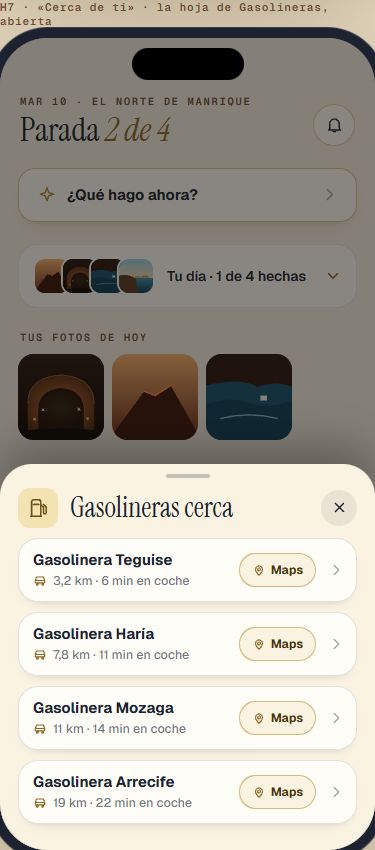 H7 · «Cerca de ti» · la hoja de Gasolineras,
abierta
MAR 10 · EL NORTE DE MANRIQUE
Parada 2 de 4
¿Qué hago ahora?
Tu día · 1 de 4 hechas
TUS FOTOS DE HOY
Gasolineras cerca
Gasolinera Teguise
3,2 km · 6 min en coche
Maps
Gasolinera Haría
7,8 km · 11 min en coche
Maps
Gasolinera Mozaga
11 km · 14 min en coche
Maps
Gasolinera Arrecife
19 km · 22 min en coche
Maps